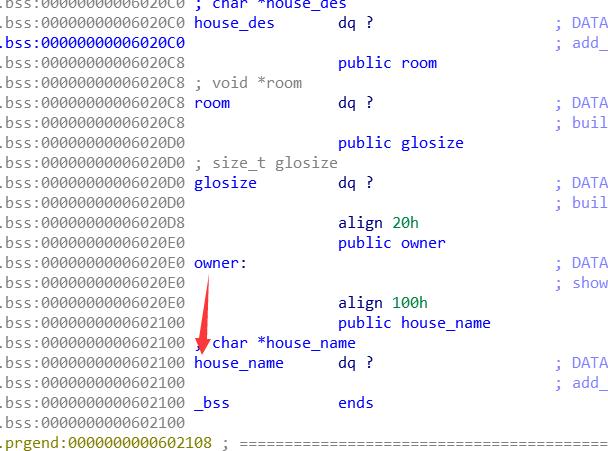 .bss:00000000006020C0 ; char *house_des
.bss:00000000006020C0 house_des dq ? ; DATA
.bss:00000000006020C0 ; add_
.bss:00000000006020C8 public room
.bss:00000000006020C8 ; void *room
.bss:00000000006020C8 room dq ? ; DATA
.bss:00000000006020C8 ; buil
.bss:00000000006020D0 public glosize
.bss:00000000006020D0 ; size_t glosize
.bss:00000000006020D0 glosize dq ? ; DATA
.bss:00000000006020D0 ; buil
.bss:00000000006020D8 align 20h
.bss:00000000006020E0 public owner
.bss:00000000006020E0 owner: ; DATA
.bss:00000000006020E0 ; show
.bss:00000000006020E0 align 100h
.bss:0000000000602100 public house_name
.bss:0000000000602100 ; char *house_name
.bss:0000000000602100 house_name dq ? ; DATA
.bss:0000000000602100 ; add_
.bss:0000000000602100 _bss ends
.bss:0000000000602100
.prgend:0000000000602108 ; =========================================